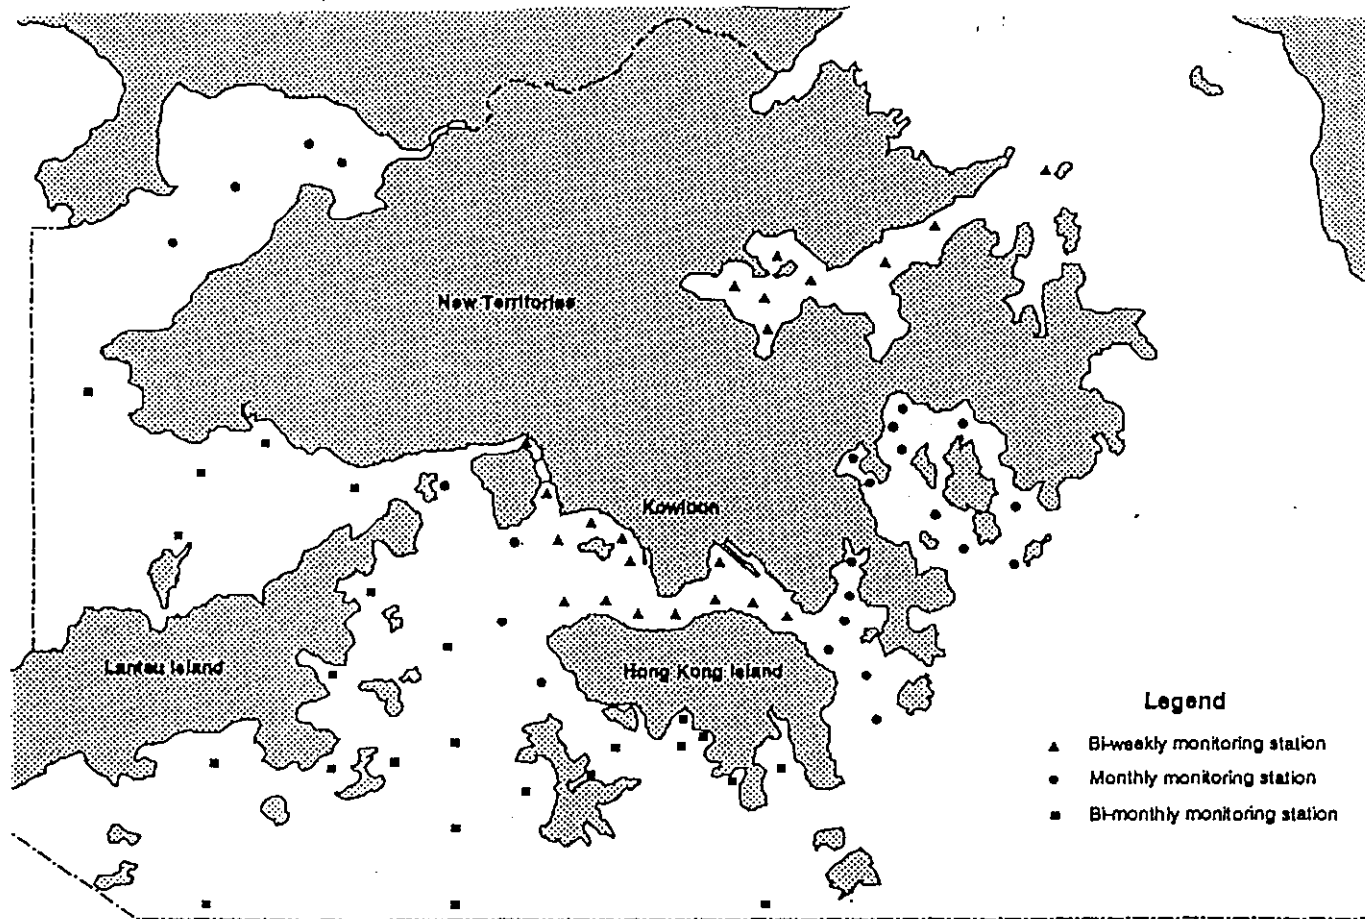 New Territories
Kowloon
Lantau Island
Hong Kong Island
Legend
Bi-weekly monitoring station
Monthly monitoring station
Bi-monthly monitoring station